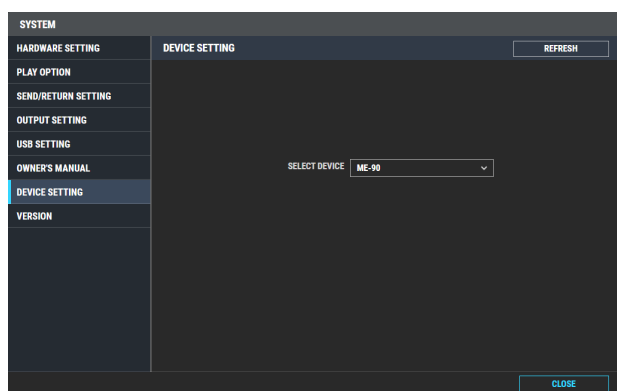 SYSTEM
HARDWARE SETTING
DEVICE SETTING
REFRESH
PLAY OPTION
SEND/RETURN SETTING
OUTPUT SETTING
USB SETTING
OWNER'S MANUAL
SELECT DEVICE ME-90
DEVICE SETTING
VERSION
CLOSE